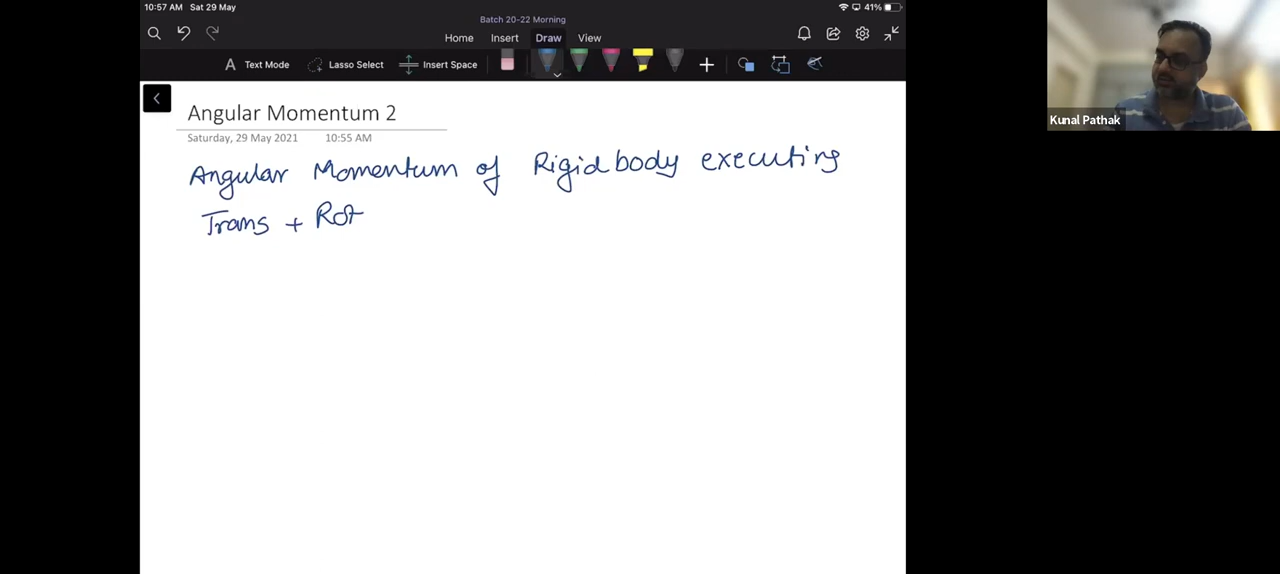 10:57 AM Sat 29 May
41%
Batch 20-22 Morning
Home Insert Draw View
A Text Mode Lasso Select Insert Space
Kunal Pathak
Angular Momentum 2
Saturday, 29 May 2021 10:55 AM
Angular Momentum of Rigidbody executing
Trans + Rot